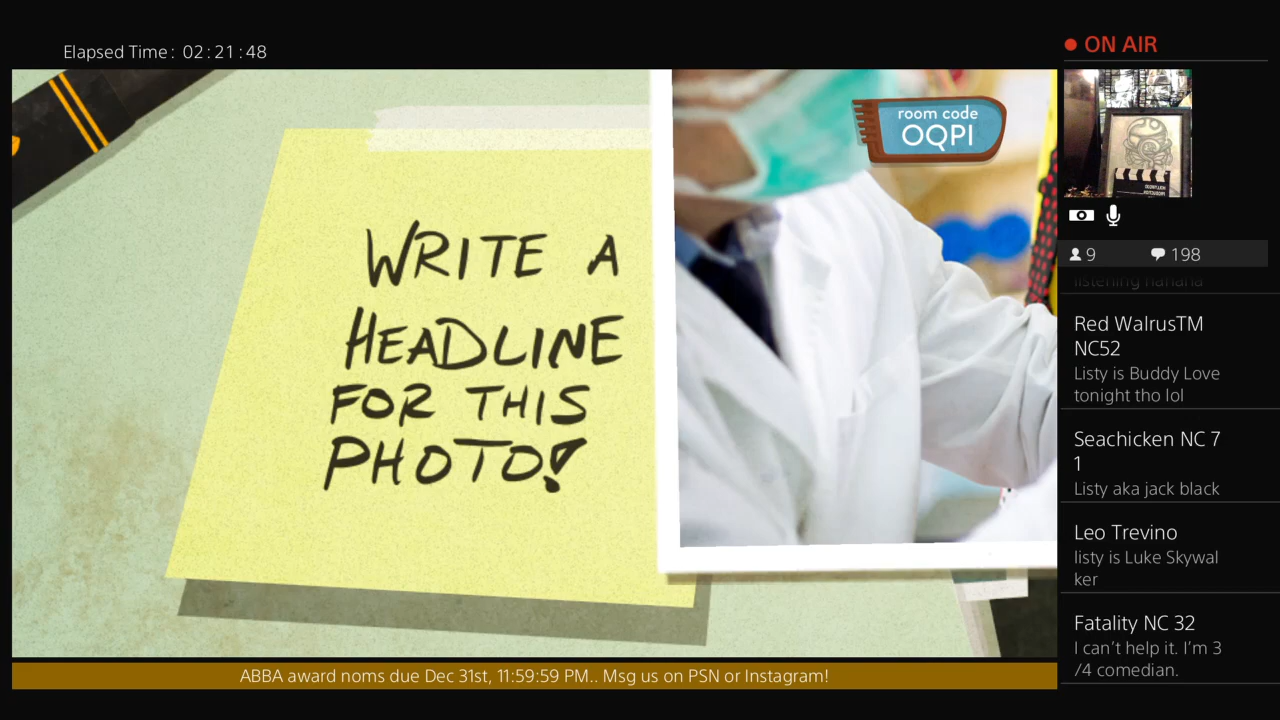 Elapsed Time: 02:21:48
ON AIR
WRITE A
HEADLINE
FOR THIS
PHOTO!
room code
OQPI
9
198
listening hahaha
Red WalrusTM
NC52
Listy is Buddy Love
tonight tho lol
Seachicken NC 7
1
Listy aka jack black
Leo Trevino
listy is Luke Skywal
ker
Fatality NC 32
I can't help it. I'm 3
/4 comedian.
ABBA award noms due Dec 31st, 11:59:59 PM.. Msg us on PSN or Instagram!